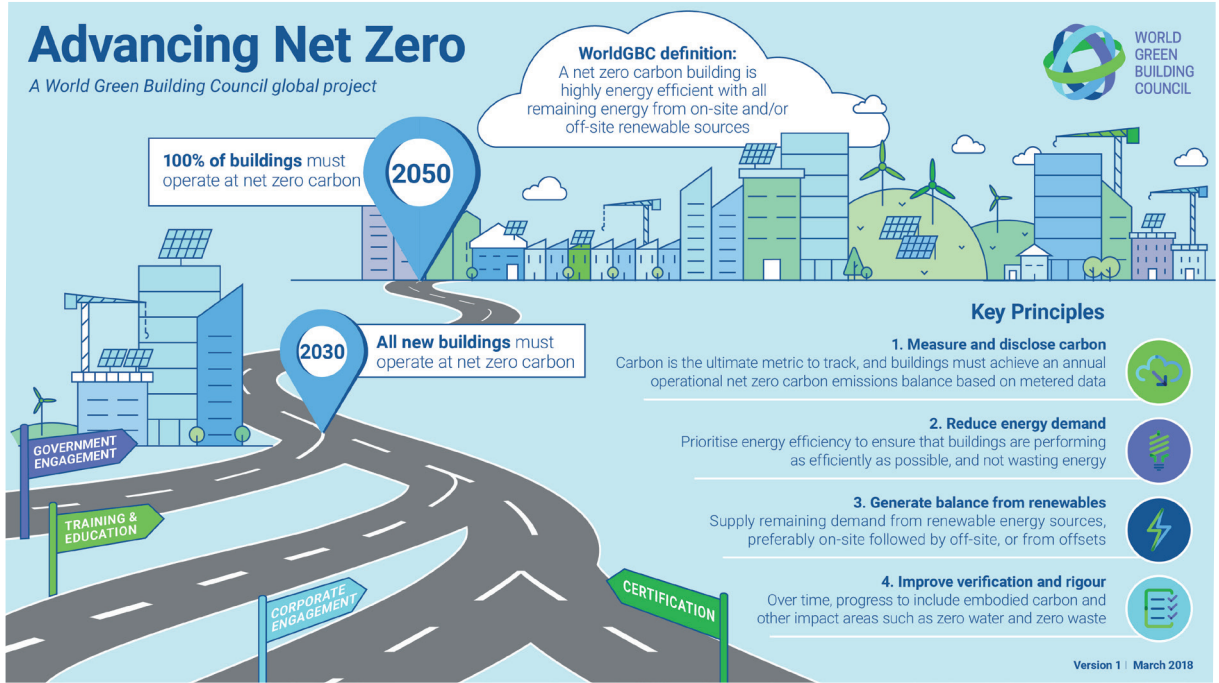 Advancing Net Zero
A World Green Building Council global project
WorldGBC definition:
A net zero carbon building is
highly energy efficient with all
remaining energy from on-site and/or
off-site renewable sources
WORLD
GREEN
BUILDING
COUNCIL
100% of buildings must
operate at net zero carbon
2050
2030
All new buildings must
operate at net zero carbon
GOVERNMENT
ENGAGEMENT
TRAINING &
EDUCATION
CORPORATE
ENGAGEMENT
CERTIFICATION
Key Principles
1. Measure and disclose carbon
Carbon is the ultimate metric to track, and buildings must achieve an annual
operational net zero carbon emissions balance based on metered data
2. Reduce energy demand
Prioritise energy efficiency to ensure that buildings are performing
as efficiently as possible, and not wasting energy
3. Generate balance from renewables
Supply remaining demand from renewable energy sources,
preferably on-site followed by off-site, or from offsets
4. Improve verification and rigour
Over time, progress to include embodied carbon and
other impact areas such as zero water and zero waste
Version 1 | March 2018